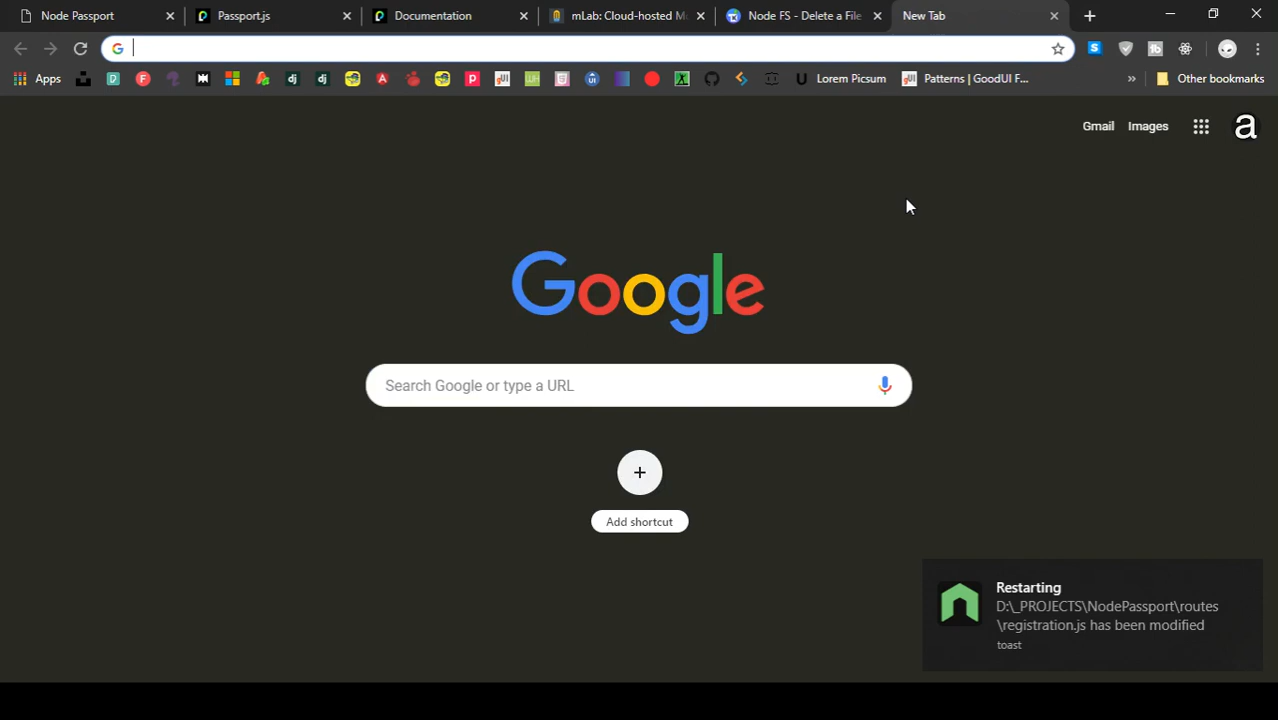 Node Passport
Passport.js
Documentation
mLab: Cloud-hosted Mo
Node FS - Delete a File
New Tab
Apps
Lorem Picsum
Patterns | GoodUI F...
»
Other bookmarks
Gmail
Images
a
Google
Search Google or type a URL
Add shortcut
Restarting
D:\_PROJECTS\NodePassport\routes
\registration.js has been modified
toast